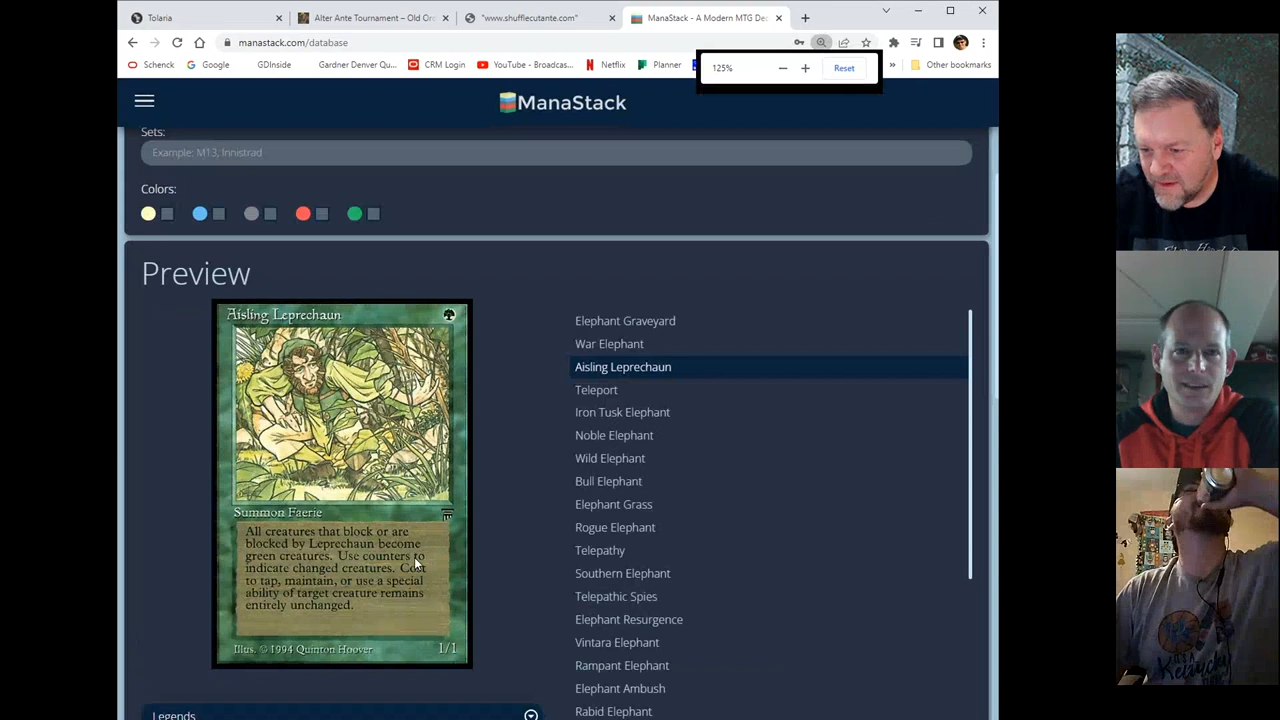 Tolaria
Alter Ante Tournament – Old Ord
"www.shufflecutante.com"
ManaStack - A Modern MTG Dec
manastack.com/database
Schenck
Google
GDInside
Gardner Denver Qu...
CRM Login
YouTube - Broadcas...
Netflix
Planner
Other bookmarks
125%
Reset
ManaStack
Sets:
Example: M13, Innistrad
Colors:
Preview
Aisling Leprechaun
Summon Faerie
All creatures that block or are
blocked by Leprechaun become
green creatures. Use counters to
indicate changed creatures. Cost
to tap, maintain, or use a special
ability of target creature remains
entirely unchanged.
Illus. © 1994 Quinton Hoover
1/1
Legends
Elephant Graveyard
War Elephant
Aisling Leprechaun
Teleport
Iron Tusk Elephant
Noble Elephant
Wild Elephant
Bull Elephant
Elephant Grass
Rogue Elephant
Telepathy
Southern Elephant
Telepathic Spies
Elephant Resurgence
Vintara Elephant
Rampant Elephant
Elephant Ambush
Rabid Elephant